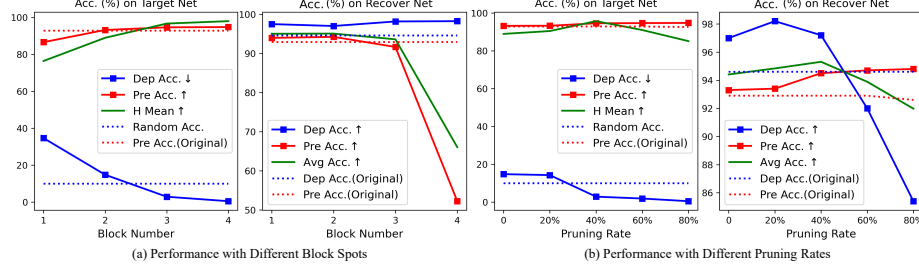 Acc. (%) on Target Net
100
80
60
40
20
0
1 2 3 4
Block Number
Dep Acc. ↓
Pre Acc. ↑
H Mean ↑
Random Acc.
Pre Acc.(Original)
Acc. (%) on Recover Net
100
90
80
70
60
50
1 2 3 4
Block Number
Dep Acc. ↑
Pre Acc. ↑
Avg Acc. ↑
Dep Acc.(Original)
Pre Acc.(Original)
(a) Performance with Different Block Spots
Acc. (%) on Target Net
100
80
60
40
20
0
0 20% 40% 60% 80%
Pruning Rate
Dep Acc. ↓
Pre Acc. ↑
H Mean ↑
Random Acc.
Pre Acc.(Original)
Acc. (%) on Recover Net
98
96
94
92
90
88
86
0 20% 40% 60% 80%
Pruning Rate
Dep Acc. ↑
Pre Acc. ↑
Avg Acc. ↑
Dep Acc.(Original)
Pre Acc.(Original)
(b) Performance with Different Pruning Rates